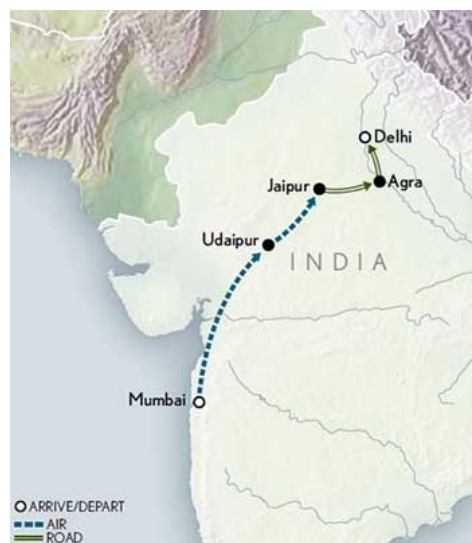 Delhi
Jaipur
Agra
Udaipur
INDIA
Mumbai
ARRIVE/DEPART
AIR
ROAD